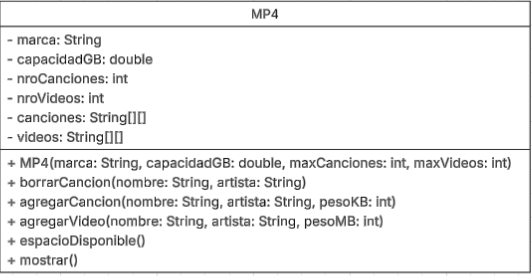 MP4
- marca: String
- capacidadGB: double
- nroCanciones: int
- nroVideos: int
- canciones: String[][]
- videos: String[][]
+ MP4(marca: String, capacidadGB: double, maxCanciones: int, maxVideos: int)
+ borrarCancion(nombre: String, artista: String)
+ agregarCancion(nombre: String, artista: String, pesoKB: int)
+ agregarVideo(nombre: String, artista: String, pesoMB: int)
+ espacioDisponible()
+ mostrar()